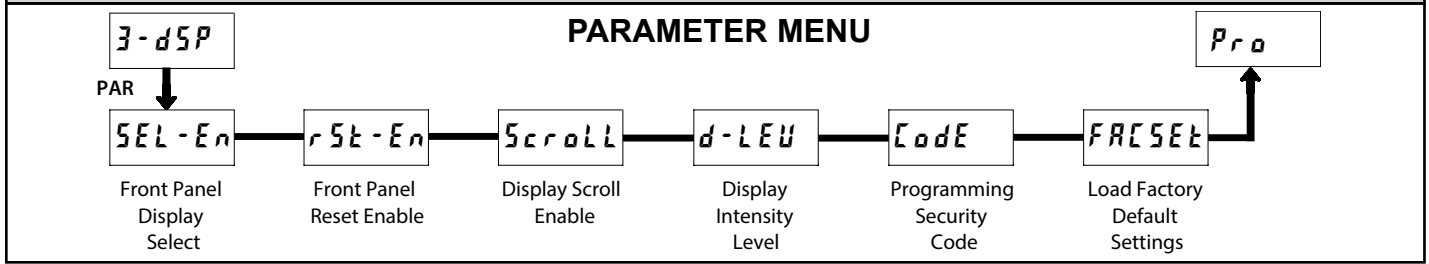 PARAMETER MENU
3-dSP
Pro
PAR
SEL-En
rSt-En
ScroLL
d-LEV
CodE
FACSEt
Front Panel
Display
Select
Front Panel
Reset Enable
Display Scroll
Enable
Display
Intensity
Level
Programming
Security
Code
Load Factory
Default
Settings